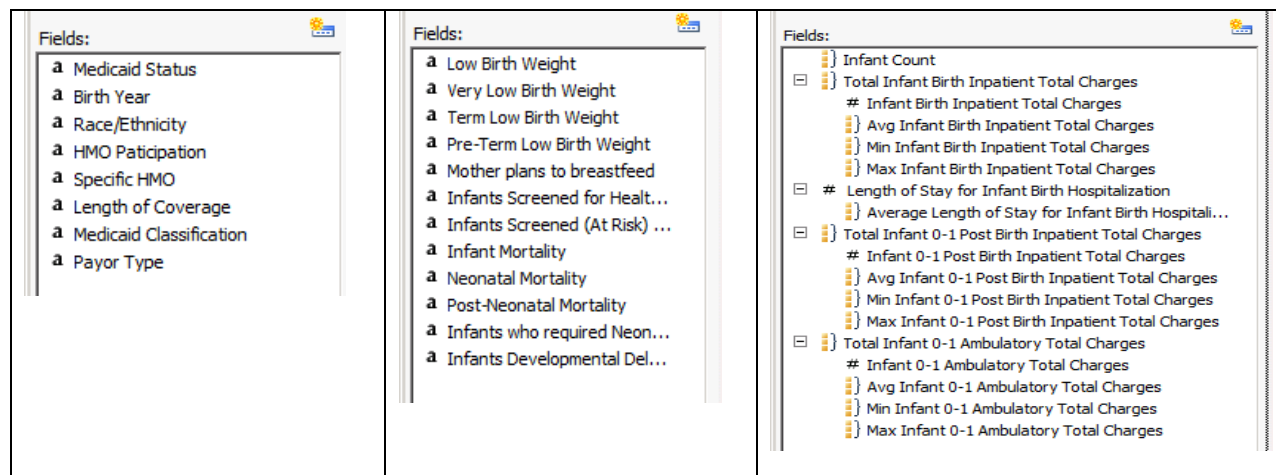 Fields:
a Medicaid Status
a Birth Year
a Race/Ethnicity
a HMO Paticipation
a Specific HMO
a Length of Coverage
a Medicaid Classification
a Payor Type
Fields:
a Low Birth Weight
a Very Low Birth Weight
a Term Low Birth Weight
a Pre-Term Low Birth Weight
a Mother plans to breastfeed
a Infants Screened for Healt...
a Infants Screened (At Risk) ...
a Infant Mortality
a Neonatal Mortality
a Post-Neonatal Mortality
a Infants who required Neon...
a Infants Developmental Del...
Fields:
Infant Count
Total Infant Birth Inpatient Total Charges
# Infant Birth Inpatient Total Charges
Avg Infant Birth Inpatient Total Charges
Min Infant Birth Inpatient Total Charges
Max Infant Birth Inpatient Total Charges
# Length of Stay for Infant Birth Hospitalization
Average Length of Stay for Infant Birth Hospitali...
Total Infant 0-1 Post Birth Inpatient Total Charges
# Infant 0-1 Post Birth Inpatient Total Charges
Avg Infant 0-1 Post Birth Inpatient Total Charges
Min Infant 0-1 Post Birth Inpatient Total Charges
Max Infant 0-1 Post Birth Inpatient Total Charges
Total Infant 0-1 Ambulatory Total Charges
# Infant 0-1 Ambulatory Total Charges
Avg Infant 0-1 Ambulatory Total Charges
Min Infant 0-1 Ambulatory Total Charges
Max Infant 0-1 Ambulatory Total Charges